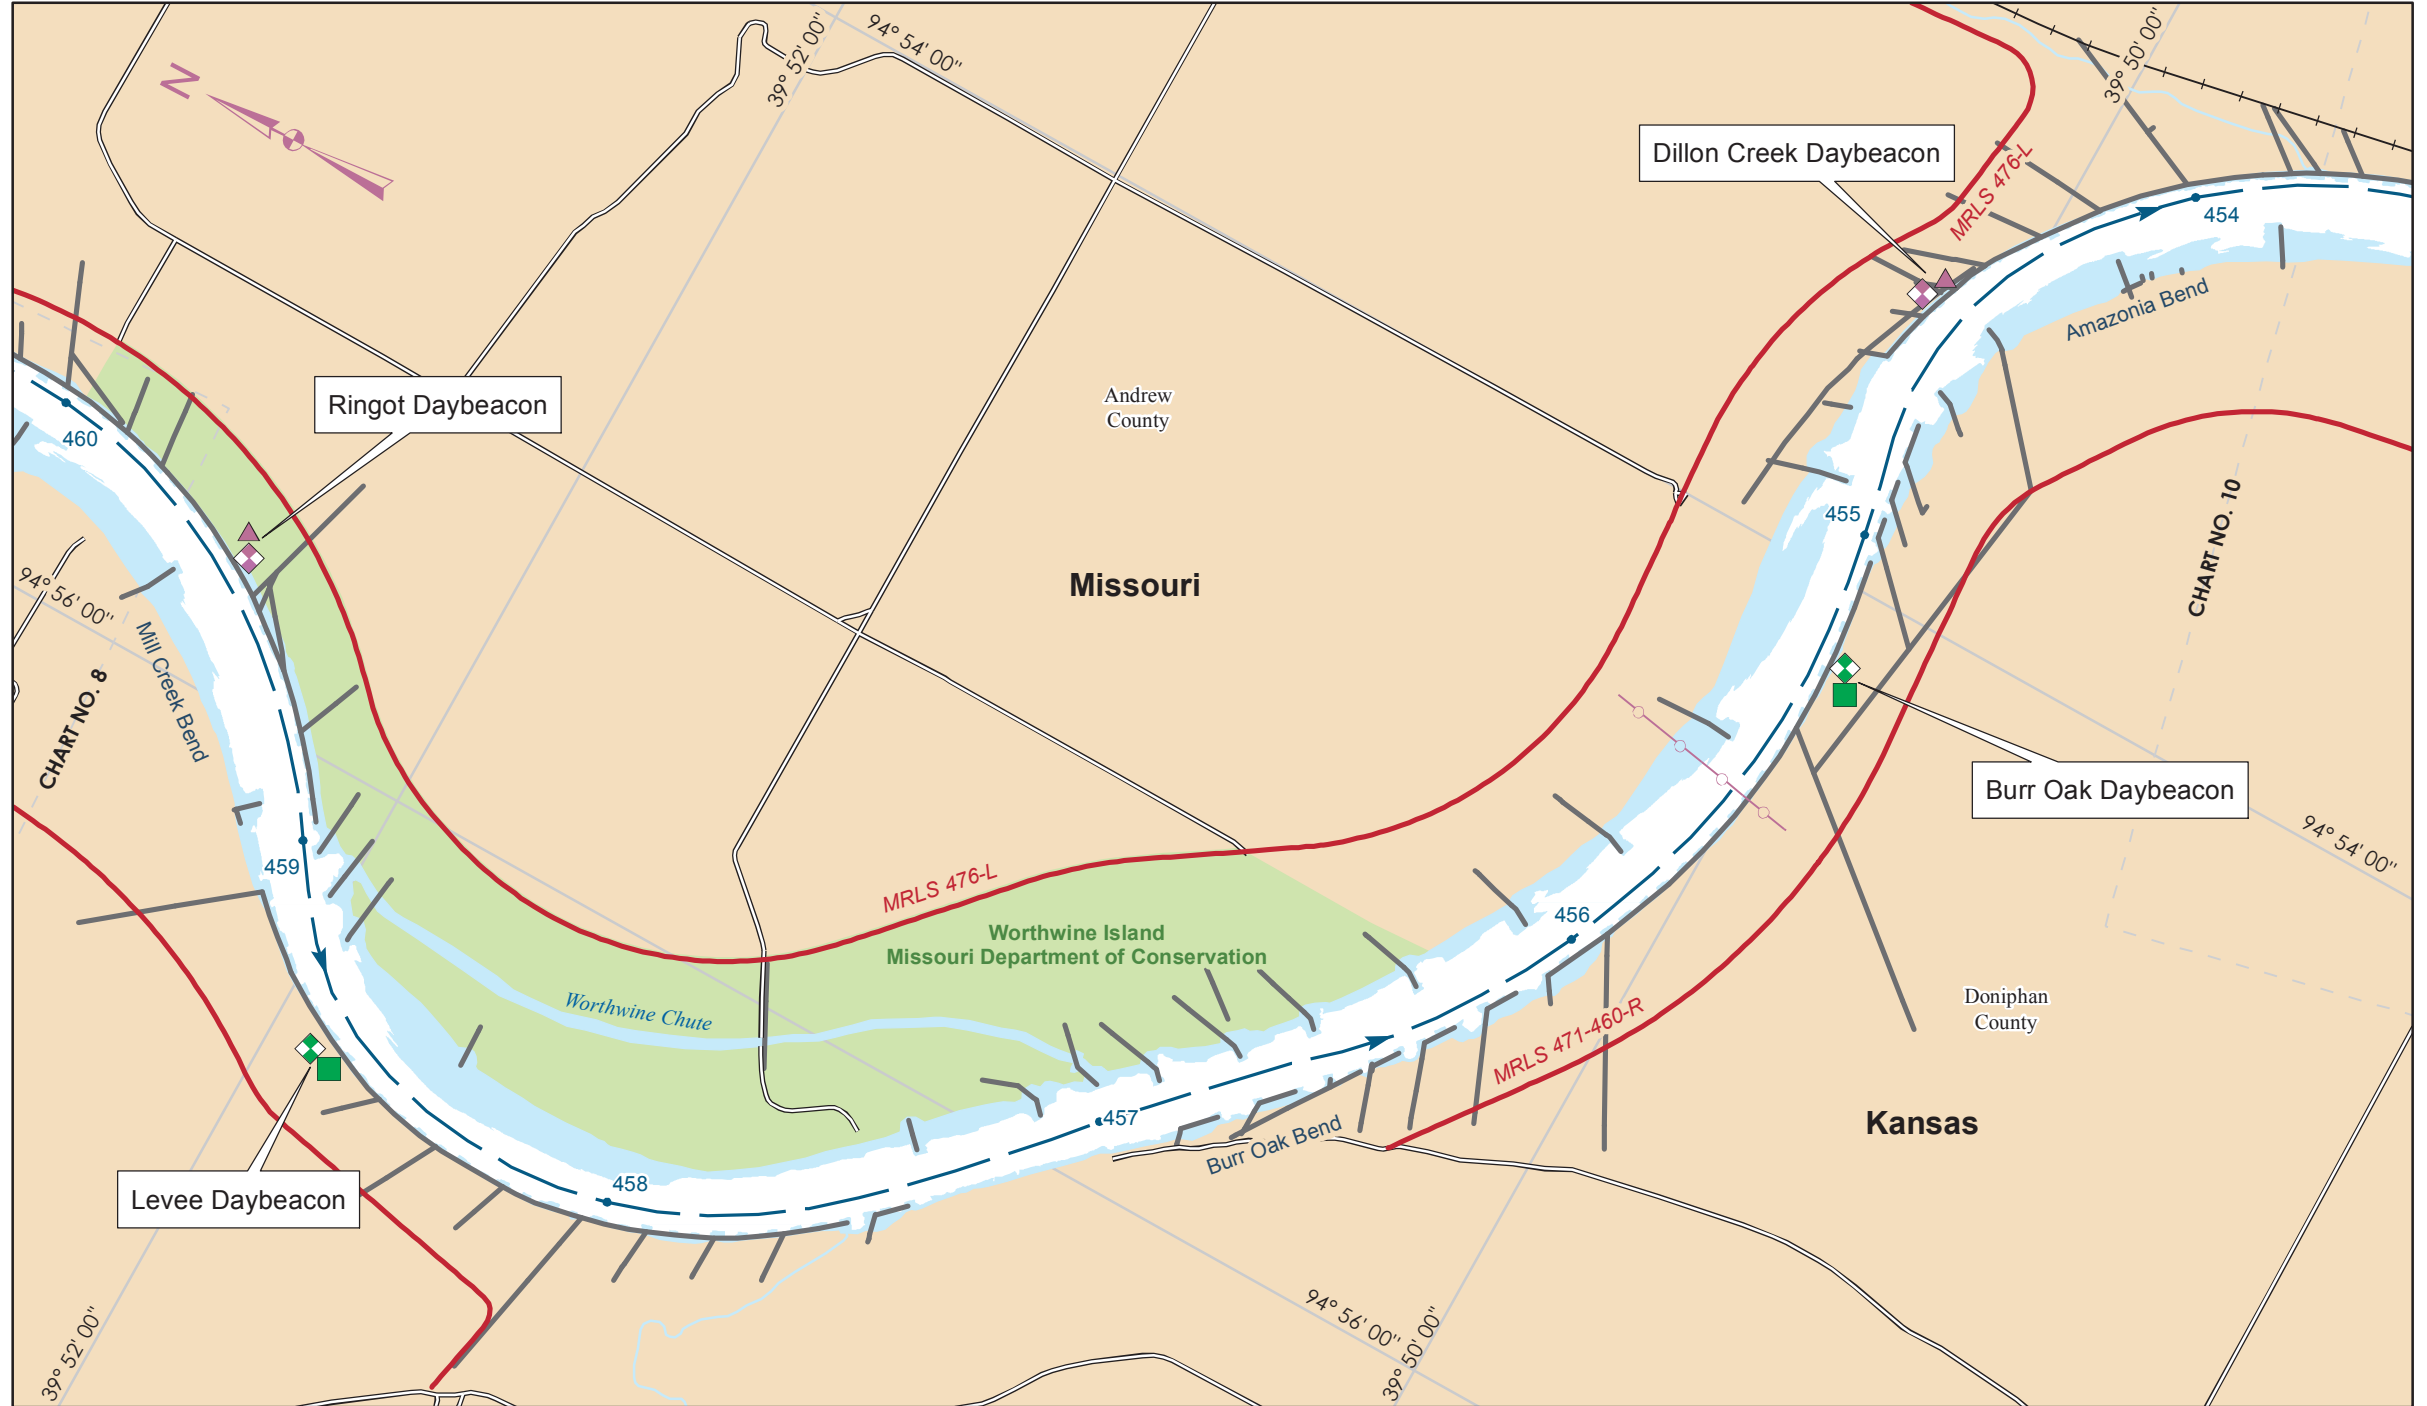 N
39° 52' 00"
94° 54' 00"
39° 50' 00"
Dillon Creek Daybeacon
MRLS 476-L
454
Amazonia Bend
460
Ringot Daybeacon
Andrew
County
455
CHART NO. 10
94° 56' 00"
Mill Creek Bend
CHART NO. 8
Missouri
Burr Oak Daybeacon
94° 54' 00"
459
MRLS 476-L
456
Worthwine Island
Missouri Department of Conservation
Worthwine Chute
MRLS 471-460-R
Doniphan
County
Kansas
457
Burr Oak Bend
458
Levee Daybeacon
39° 52' 00"
94° 56' 00"
39° 50' 00"